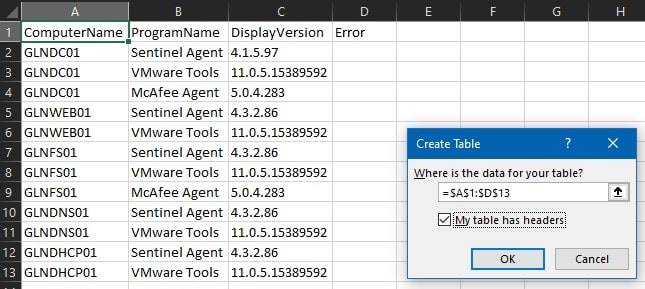 A B C D E F G H
1 ComputerName ProgramName DisplayVersion Error
2 GLNDC01 Sentinel Agent 4.1.5.97
3 GLNDC01 VMware Tools 11.0.5.15389592
4 GLNDC01 McAfee Agent 5.0.4.283
5 GLNWEB01 Sentinel Agent 4.3.2.86
6 GLNWEB01 VMware Tools 11.0.5.15389592
7 GLNFS01 Sentinel Agent 4.3.2.86
8 GLNFS01 VMware Tools 11.0.5.15389592
9 GLNFS01 McAfee Agent 5.0.4.283
10 GLNDNS01 Sentinel Agent 4.3.2.86
11 GLNDNS01 VMware Tools 11.0.5.15389592
12 GLNDHCP01 Sentinel Agent 4.3.2.86
13 GLNDHCP01 VMware Tools 11.0.5.15389592
Create Table ? ×
Where is the data for your table?
=$A$1:$D$13
My table has headers
OK Cancel